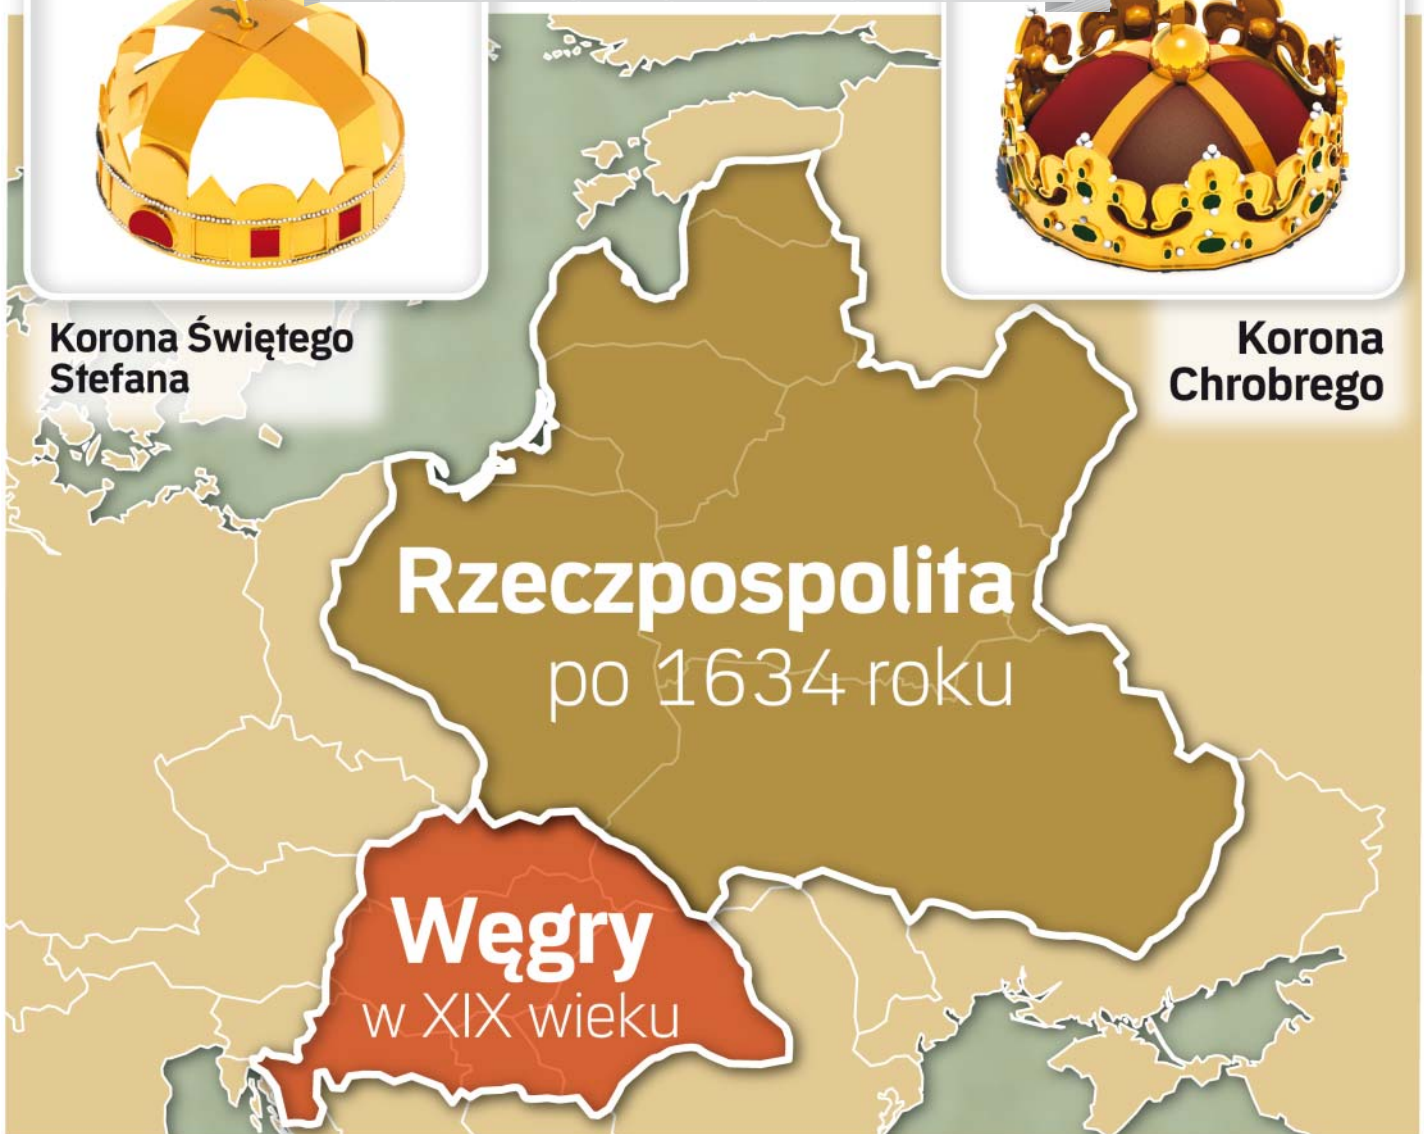 Korona Świętego
Stefana
Korona
Chrobrego
Rzeczpospolita
po 1634 roku
Węgry
w XIX wieku